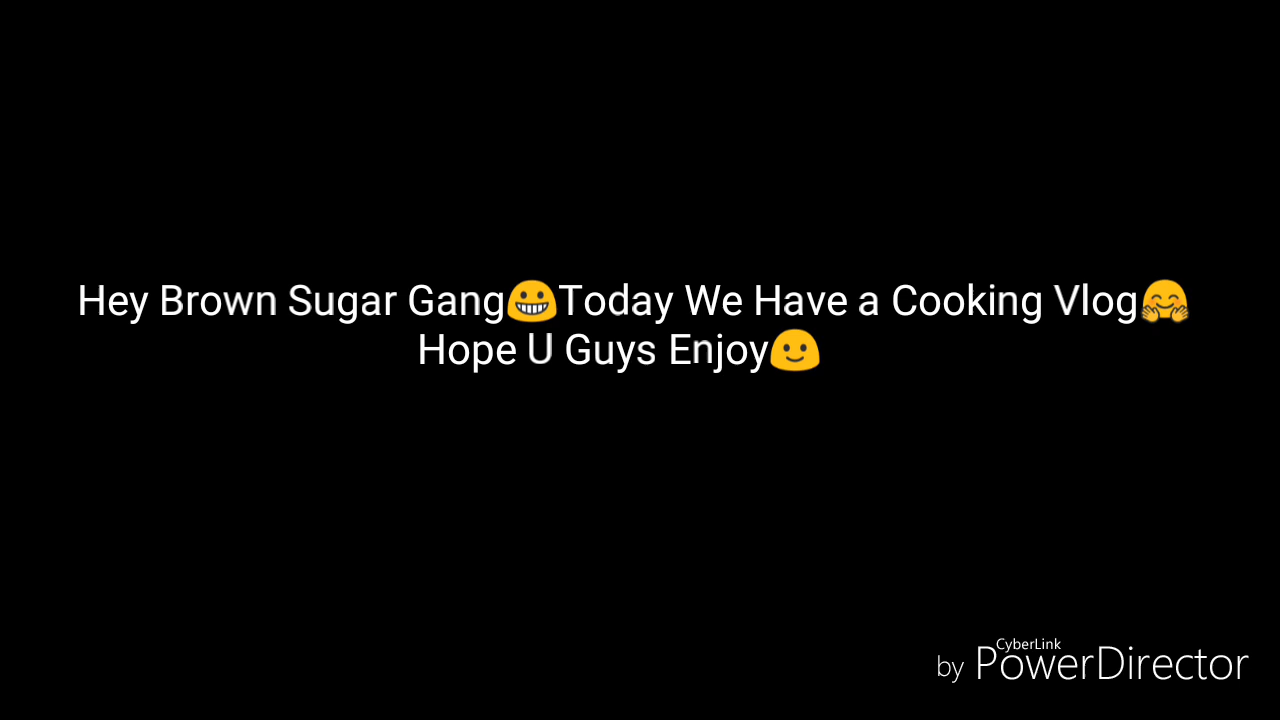 Hey Brown Sugar Gang😀Today We Have a Cooking Vlog🤗
Hope U Guys Enjoy🙂
by CyberLink PowerDirector